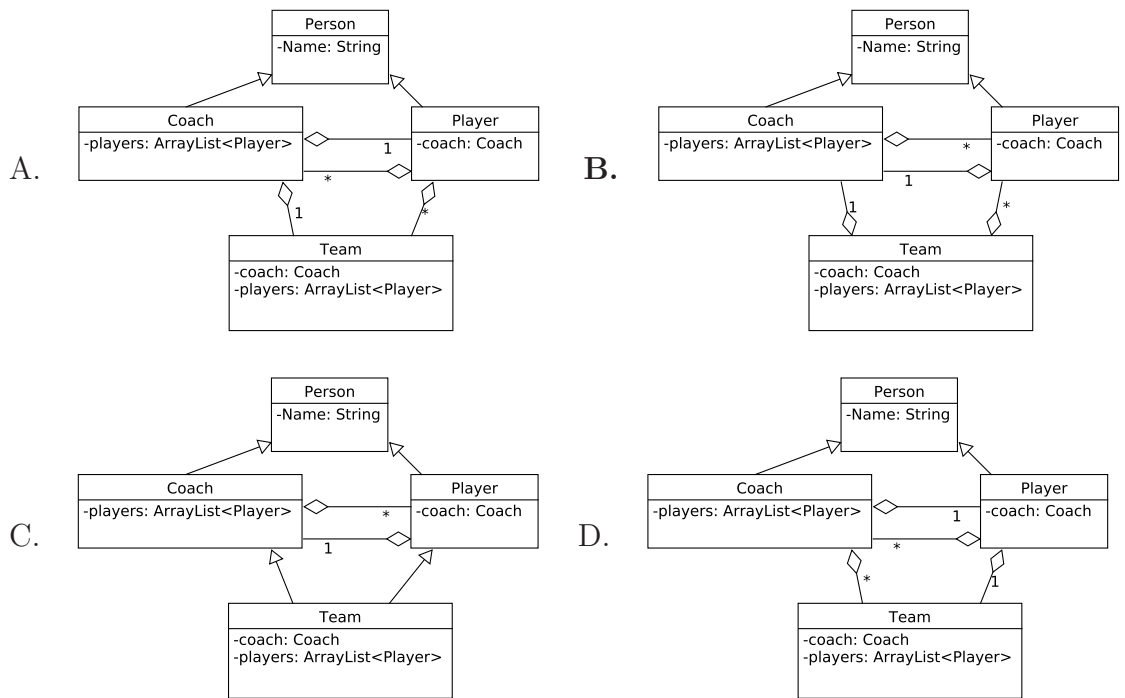 Person
-Name: String
Coach
-players: ArrayList<Player>
Player
-coach: Coach
1
*
1
*
Team
-coach: Coach
-players: ArrayList<Player>
A.
Person
-Name: String
Coach
-players: ArrayList<Player>
Player
-coach: Coach
*
1
1
*
Team
-coach: Coach
-players: ArrayList<Player>
B.
Person
-Name: String
Coach
-players: ArrayList<Player>
Player
-coach: Coach
*
1
Team
-coach: Coach
-players: ArrayList<Player>
C.
Person
-Name: String
Coach
-players: ArrayList<Player>
Player
-coach: Coach
1
*
*
1
Team
-coach: Coach
-players: ArrayList<Player>
D.